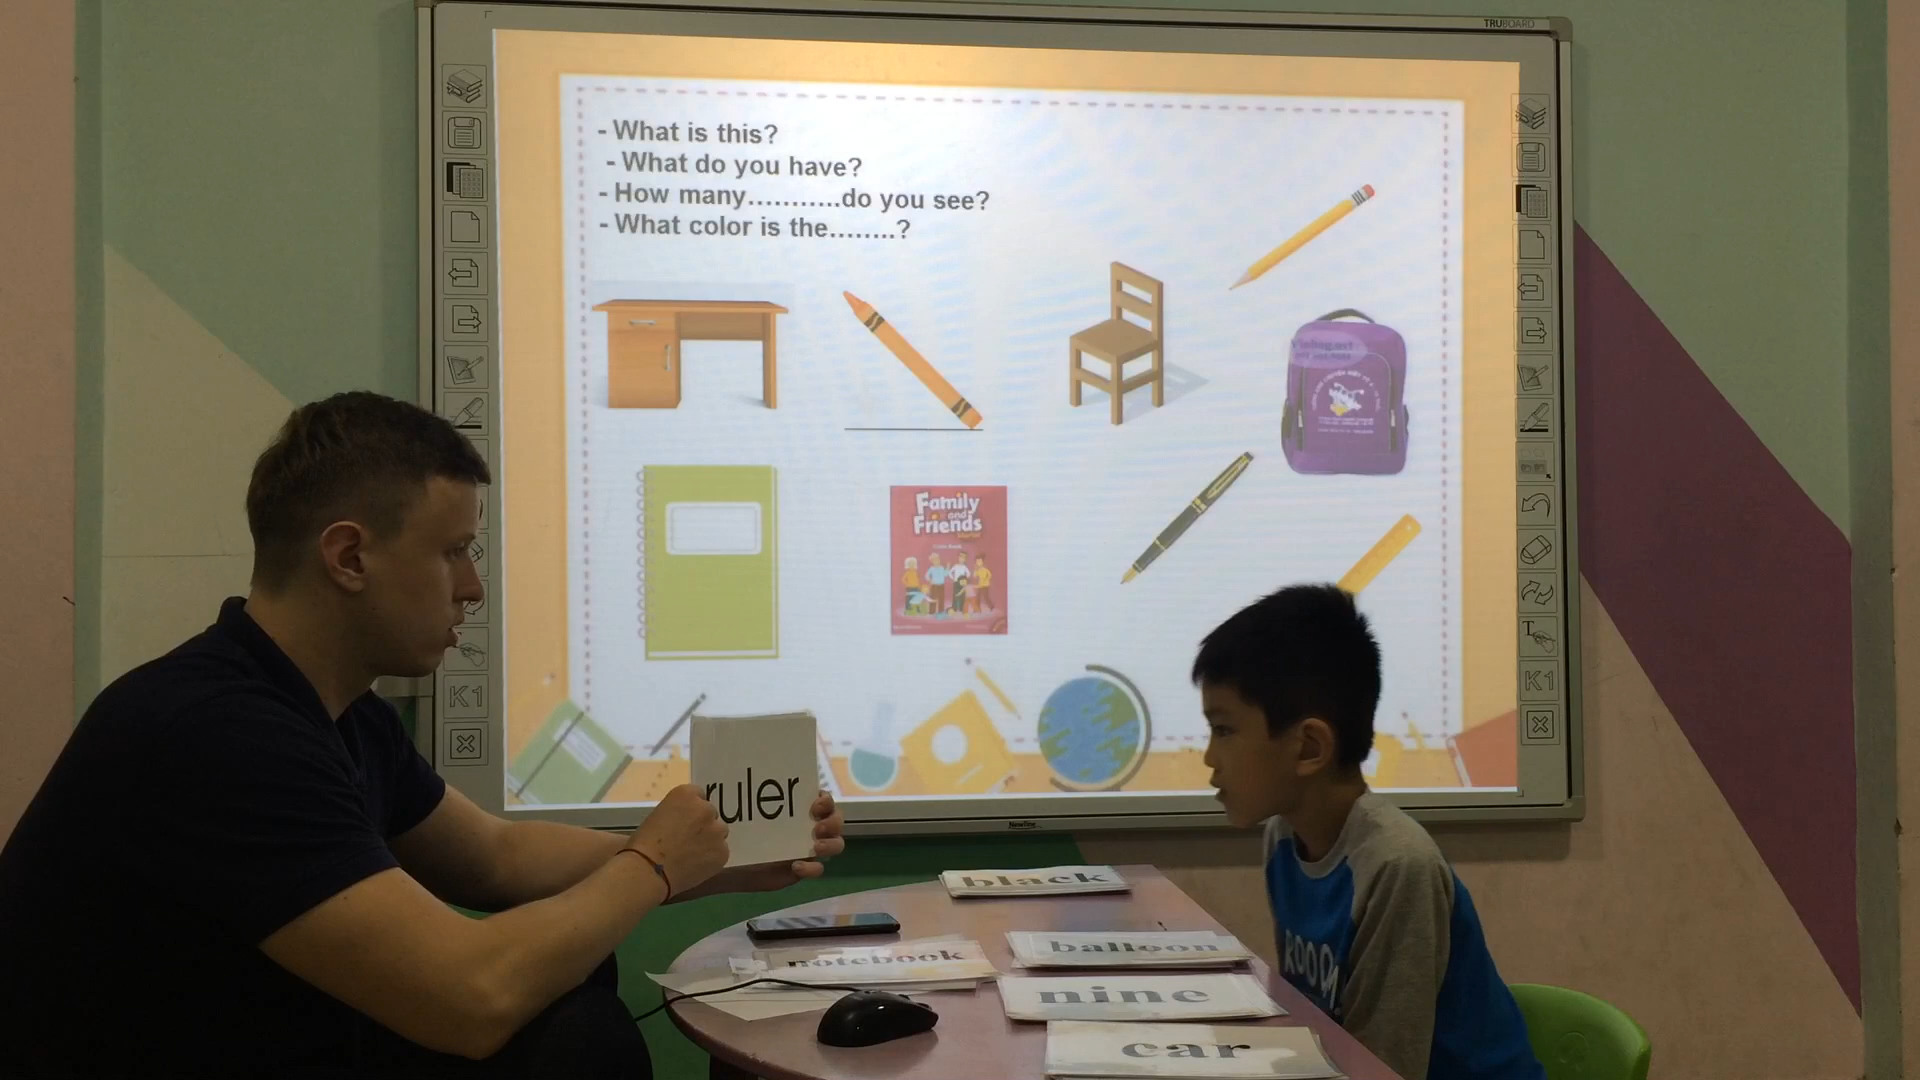 TRUBOARD
- What is this?
- What do you have?
- How many...........do you see?
- What color is the........?
Family
and
Friends
ruler
black
notebook
balloon
nine
car
T
K1
K1